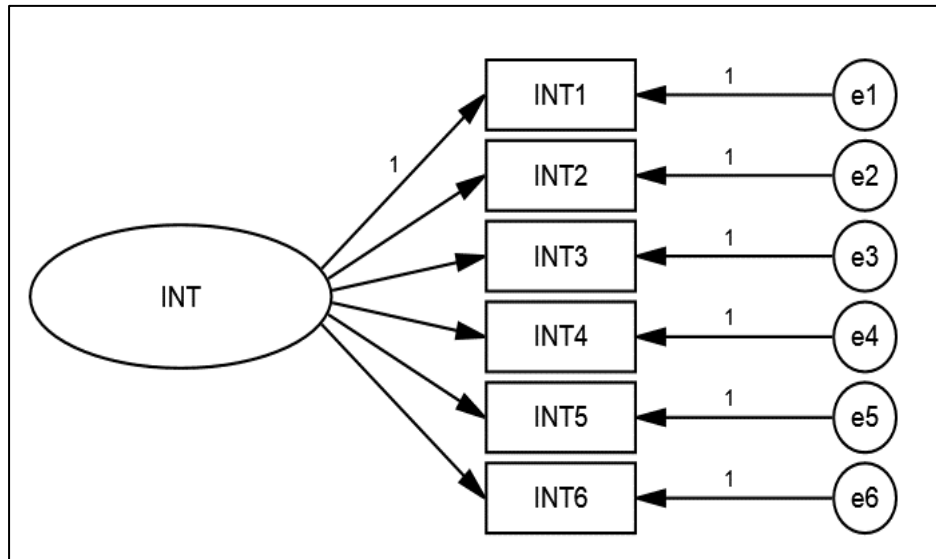 INT1 1 e1
1
INT2 1 e2
INT3 1 e3
INT
INT4 1 e4
INT5 1 e5
INT6 1 e6